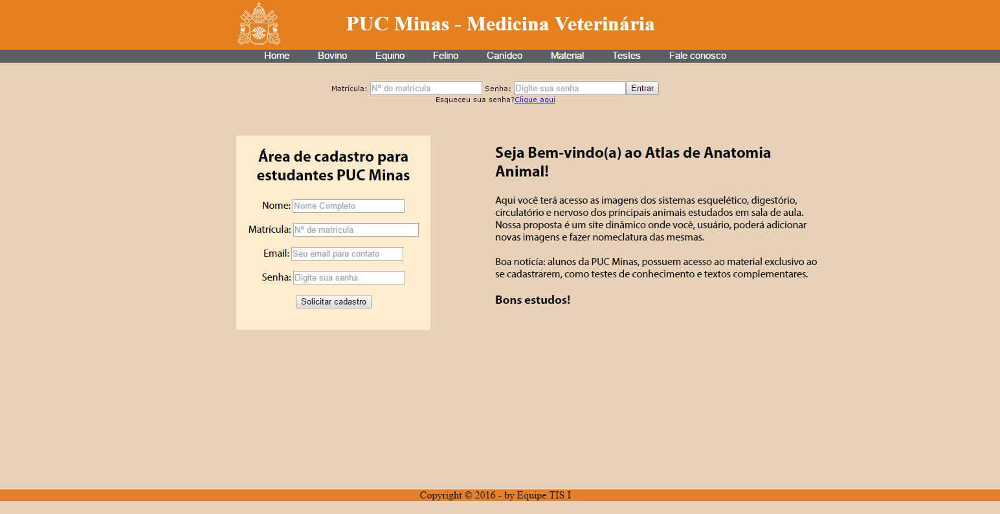 PUC Minas - Medicina Veterinária
Home Bovino Equino Felino Canídeo Material Testes Fale conosco
Matrícula: Nº de matrícula Senha: Digite sua senha Entrar
Esqueceu sua senha?Clique aqui
Área de cadastro para
estudantes PUC Minas
Nome: Nome Completo
Matrícula: Nº de matrícula
Email: Seu email para contato
Senha: Digite sua senha
Solicitar cadastro
Seja Bem-vindo(a) ao Atlas de Anatomia
Animal!
Aqui você terá acesso as imagens dos sistemas esquelético, digestório,
circulatório e nervoso dos principais animais estudados em sala de aula.
Nossa proposta é um site dinâmico onde você, usuário, poderá adicionar
novas imagens e fazer nomeclatura das mesmas.
Boa noticía: alunos da PUC Minas, possuem acesso ao material exclusivo ao
se cadastrarem, como testes de conhecimento e textos complementares.
Bons estudos!
Copyright © 2016 - by Equipe TIS I